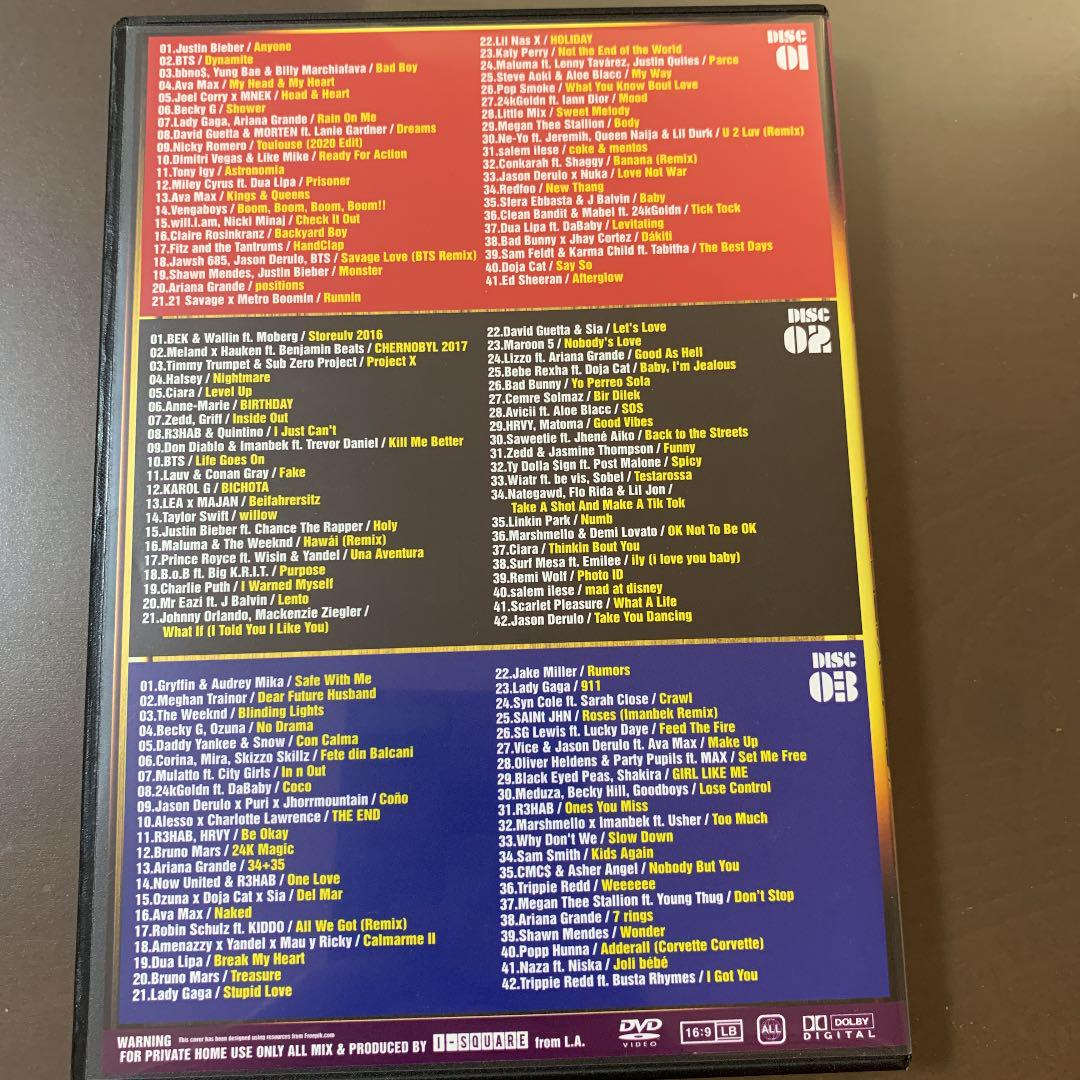 DISC
01
01.Justin Bieber / Anyone
02.BTS / Dynamite
03.bbno$, Yung Bae & Billy Marchiafava / Bad Boy
04.Ava Max / My Head & My Heart
05.Joel Corry x MNEK / Head & Heart
06.Becky G / Shower
07.Lady Gaga, Ariana Grande / Rain On Me
08.David Guetta & MORTEN ft. Lanie Gardner / Dreams
09.Nicky Romero / Toulouse (2020 Edit)
10.Dimitri Vegas & Like Mike / Ready For Action
11.Tony Igy / Astronomia
12.Miley Cyrus ft. Dua Lipa / Prisoner
13.Ava Max / Kings & Queens
14.Vengaboys / Boom, Boom, Boom, Boom!!
15.will.i.am, Nicki Minaj / Check It Out
16.Claire Rosinkranz / Backyard Boy
17.Fitz and the Tantrums / HandClap
18.Jawsh 685, Jason Derulo, BTS / Savage Love (BTS Remix)
19.Shawn Mendes, Justin Bieber / Monster
20.Ariana Grande / positions
21.21 Savage x Metro Boomin / Runnin
22.Lil Nas X / HOLIDAY
23.Katy Perry / Not the End of the World
24.Maluma ft. Lenny Tavárez, Justin Quiles / Parce
25.Steve Aoki & Aloe Blacc / My Way
26.Pop Smoke / What You Know Bout Love
27.24kGoldn ft. Iann Dior / Mood
28.Little Mix / Sweet Melody
29.Megan Thee Stallion / Body
30.Ne-Yo ft. Jeremih, Queen Naija & Lil Durk / U 2 Luv (Remix)
31.salem ilese / coke & mentos
32.Conkarah ft. Shaggy / Banana (Remix)
33.Jason Derulo x Nuka / Love Not War
34.Redfoo / New Thang
35.Sfera Ebbasta & J Balvin / Baby
36.Clean Bandit & Mabel ft. 24kGoldn / Tick Tock
37.Dua Lipa ft. DaBaby / Levitating
38.Bad Bunny x Jhay Cortez / Dákiti
39.Sam Feldt & Karma Child ft. Tabitha / The Best Days
40.Doja Cat / Say So
41.Ed Sheeran / Afterglow
DISC
02
01.BEK & Wallin ft. Moberg / Storeulv 2016
02.Meland x Hauken ft. Benjamin Beats / CHERNOBYL 2017
03.Timmy Trumpet & Sub Zero Project / Project X
04.Halsey / Nightmare
05.Ciara / Level Up
06.Anne-Marie / BIRTHDAY
07.Zedd, Griff / Inside Out
08.R3HAB & Quintino / I Just Can't
09.Don Diablo & Imanbek ft. Trevor Daniel / Kill Me Better
10.BTS / Life Goes On
11.Lauv & Conan Gray / Fake
12.KAROL G / BICHOTA
13.LEA x MAJAN / Beifahrersitz
14.Taylor Swift / willow
15.Justin Bieber ft. Chance The Rapper / Holy
16.Maluma & The Weeknd / Hawái (Remix)
17.Prince Royce ft. Wisin & Yandel / Una Aventura
18.B.o.B ft. Big K.R.I.T. / Purpose
19.Charlie Puth / I Warned Myself
20.Mr Eazi ft. J Balvin / Lento
21.Johnny Orlando, Mackenzie Ziegler /
What If (I Told You I Like You)
22.David Guetta & Sia / Let's Love
23.Maroon 5 / Nobody's Love
24.Lizzo ft. Ariana Grande / Good As Hell
25.Bebe Rexha ft. Doja Cat / Baby, I'm Jealous
26.Bad Bunny / Yo Perreo Sola
27.Cemre Solmaz / Bir Dilek
28.Avicii ft. Aloe Blacc / SOS
29.HRVY, Matoma / Good Vibes
30.Saweetie ft. Jhené Aiko / Back to the Streets
31.Zedd & Jasmine Thompson / Funny
32.Ty Dolla $ign ft. Post Malone / Spicy
33.Wiatr ft. be vis, Sobel / Testarossa
34.Nategawd, Flo Rida & Lil Jon /
Take A Shot And Make A Tik Tok
35.Linkin Park / Numb
36.Marshmello & Demi Lovato / OK Not To Be OK
37.Ciara / Thinkin Bout You
38.Surf Mesa ft. Emilee / ily (i love you baby)
39.Remi Wolf / Photo ID
40.salem ilese / mad at disney
41.Scarlet Pleasure / What A Life
42.Jason Derulo / Take You Dancing
DISC
03
01.Gryffin & Audrey Mika / Safe With Me
02.Meghan Trainor / Dear Future Husband
03.The Weeknd / Blinding Lights
04.Becky G, Ozuna / No Drama
05.Daddy Yankee & Snow / Con Calma
06.Corina, Mira, Skizzo Skillz / Fete din Balcani
07.Mulatto ft. City Girls / In n Out
08.24kGoldn ft. DaBaby / Coco
09.Jason Derulo x Puri x Jhorrmountain / Coño
10.Alesso x Charlotte Lawrence / THE END
11.R3HAB, HRVY / Be Okay
12.Bruno Mars / 24K Magic
13.Ariana Grande / 34+35
14.Now United & R3HAB / One Love
15.Ozuna x Doja Cat x Sia / Del Mar
16.Ava Max / Naked
17.Robin Schulz ft. KIDDO / All We Got (Remix)
18.Amenazzy x Yandel x Mau y Ricky / Calmarme II
19.Dua Lipa / Break My Heart
20.Bruno Mars / Treasure
21.Lady Gaga / Stupid Love
22.Jake Miller / Rumors
23.Lady Gaga / 911
24.Syn Cole ft. Sarah Close / Crawl
25.SAINt JHN / Roses (Imanbek Remix)
26.SG Lewis ft. Lucky Daye / Feed The Fire
27.Vice & Jason Derulo ft. Ava Max / Make Up
28.Oliver Heldens & Party Pupils ft. MAX / Set Me Free
29.Black Eyed Peas, Shakira / GIRL LIKE ME
30.Meduza, Becky Hill, Goodboys / Lose Control
31.R3HAB / Ones You Miss
32.Marshmello x Imanbek ft. Usher / Too Much
33.Why Don't We / Slow Down
34.Sam Smith / Kids Again
35.CMC$ & Asher Angel / Nobody But You
36.Trippie Redd / Weeeeee
37.Megan Thee Stallion ft. Young Thug / Don't Stop
38.Ariana Grande / 7 rings
39.Shawn Mendes / Wonder
40.Popp Hunna / Adderall (Corvette Corvette)
41.Naza ft. Niska / Joli bébé
42.Trippie Redd ft. Busta Rhymes / I Got You
WARNING This cover has been designed using resources from Freepik.com
FOR PRIVATE HOME USE ONLY ALL MIX & PRODUCED BY I-SQUARE from L.A.
DVD VIDEO
16:9 LB
ALL
DOLBY DIGITAL